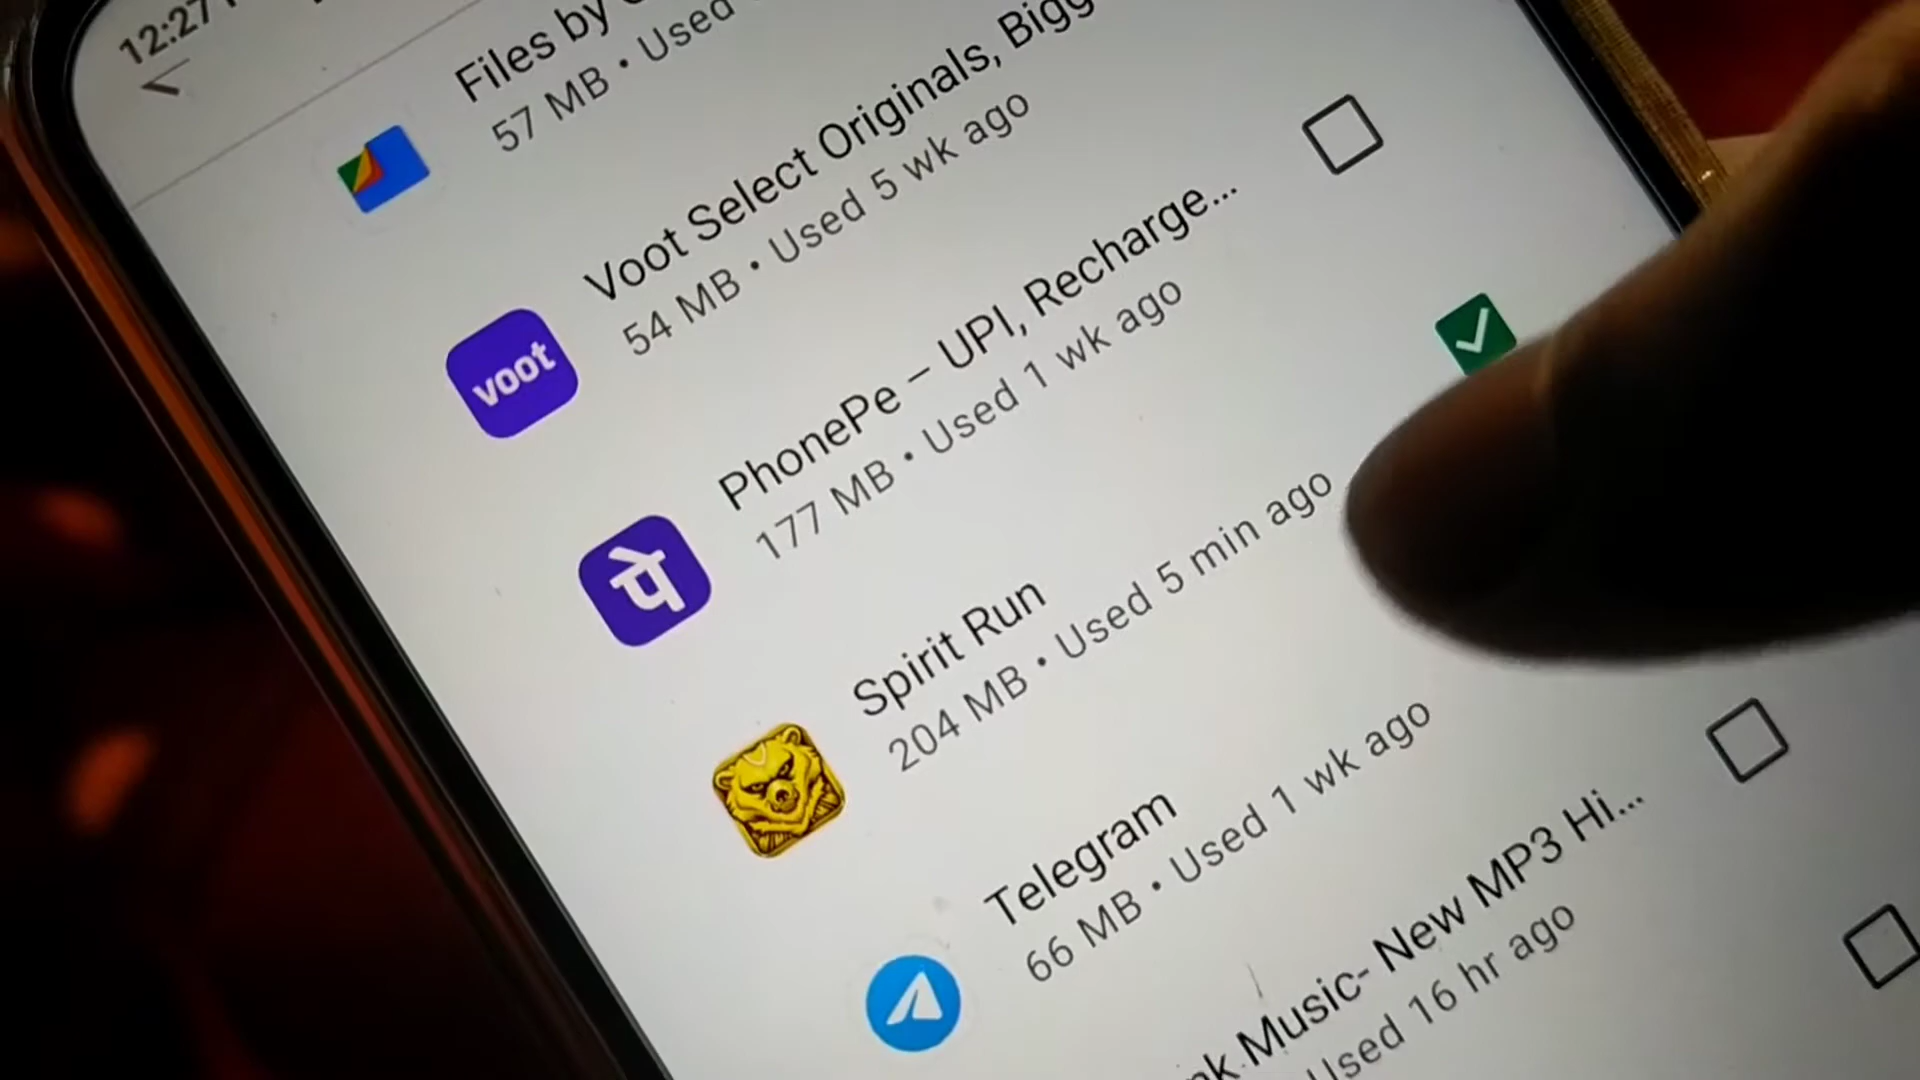 12:27
Files by
57 MB • Used
Voot Select Originals, Bigg
54 MB • Used 5 wk ago
voot
PhonePe – UPI, Recharge...
177 MB • Used 1 wk ago
पे
Spirit Run
204 MB • Used 5 min ago
Telegram
66 MB • Used 1 wk ago
Music- New MP3 Hi...
Used 16 hr ago